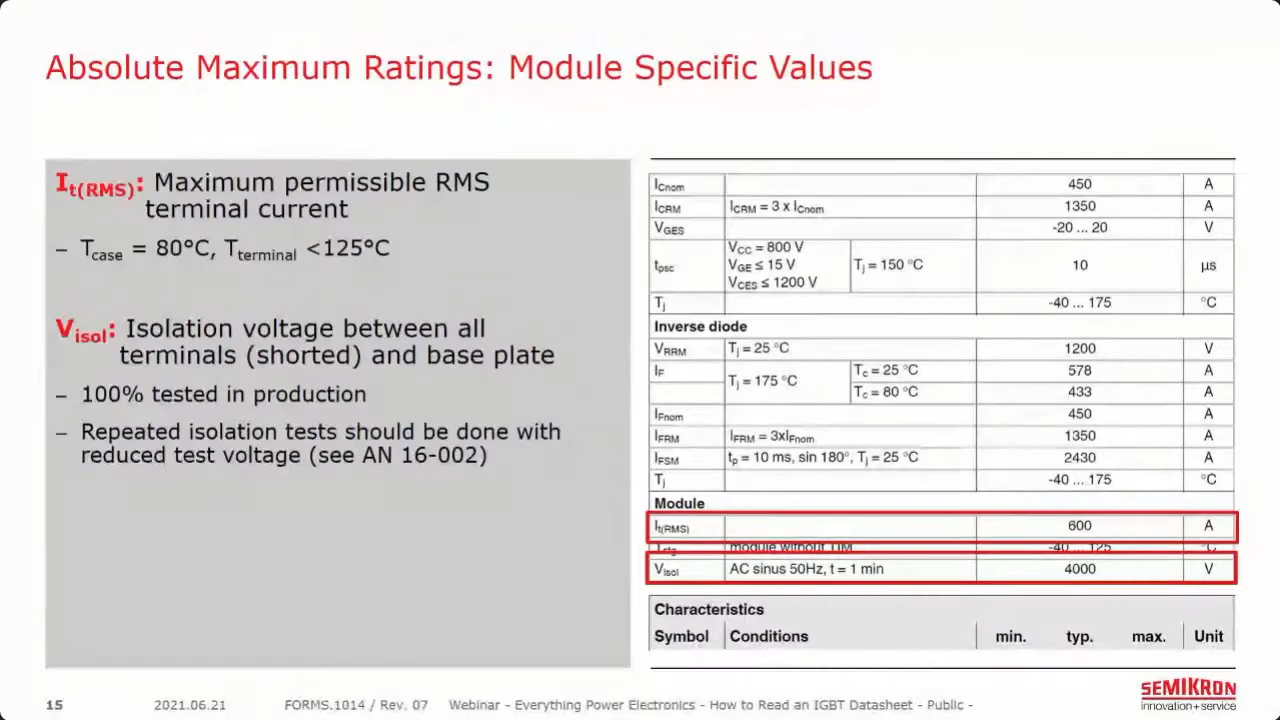 Absolute Maximum Ratings: Module Specific Values
It(RMS): Maximum permissible RMS
terminal current
– Tcase = 80°C, Tterminal <125°C
Visol: Isolation voltage between all
terminals (shorted) and base plate
– 100% tested in production
– Repeated isolation tests should be done with
reduced test voltage (see AN 16-002)
ICnom 450 A
ICRM ICRM = 3 x ICnom 1350 A
VGES -20 ... 20 V
VCC = 800 V
tpsc VGE ≤ 15 V Tj = 150 °C 10 µs
VCES ≤ 1200 V
Tj -40 ... 175 °C
Inverse diode
VRRM Tj = 25 °C 1200 V
IF Tj = 175 °C Tc = 25 °C 578 A
Tc = 80 °C 433 A
IFnom 450 A
IFRM IFRM = 3xIFnom 1350 A
IFSM tp = 10 ms, sin 180°, Tj = 25 °C 2430 A
Tj -40 ... 175 °C
Module
It(RMS) 600 A
Tstg module without TIM -40 ... 125 °C
Visol AC sinus 50Hz, t = 1 min 4000 V
Characteristics
Symbol Conditions min. typ. max. Unit
15 2021.06.21 FORMS.1014 / Rev. 07 Webinar - Everything Power Electronics - How to Read an IGBT Datasheet - Public -
SEMIKRON
innovation+service